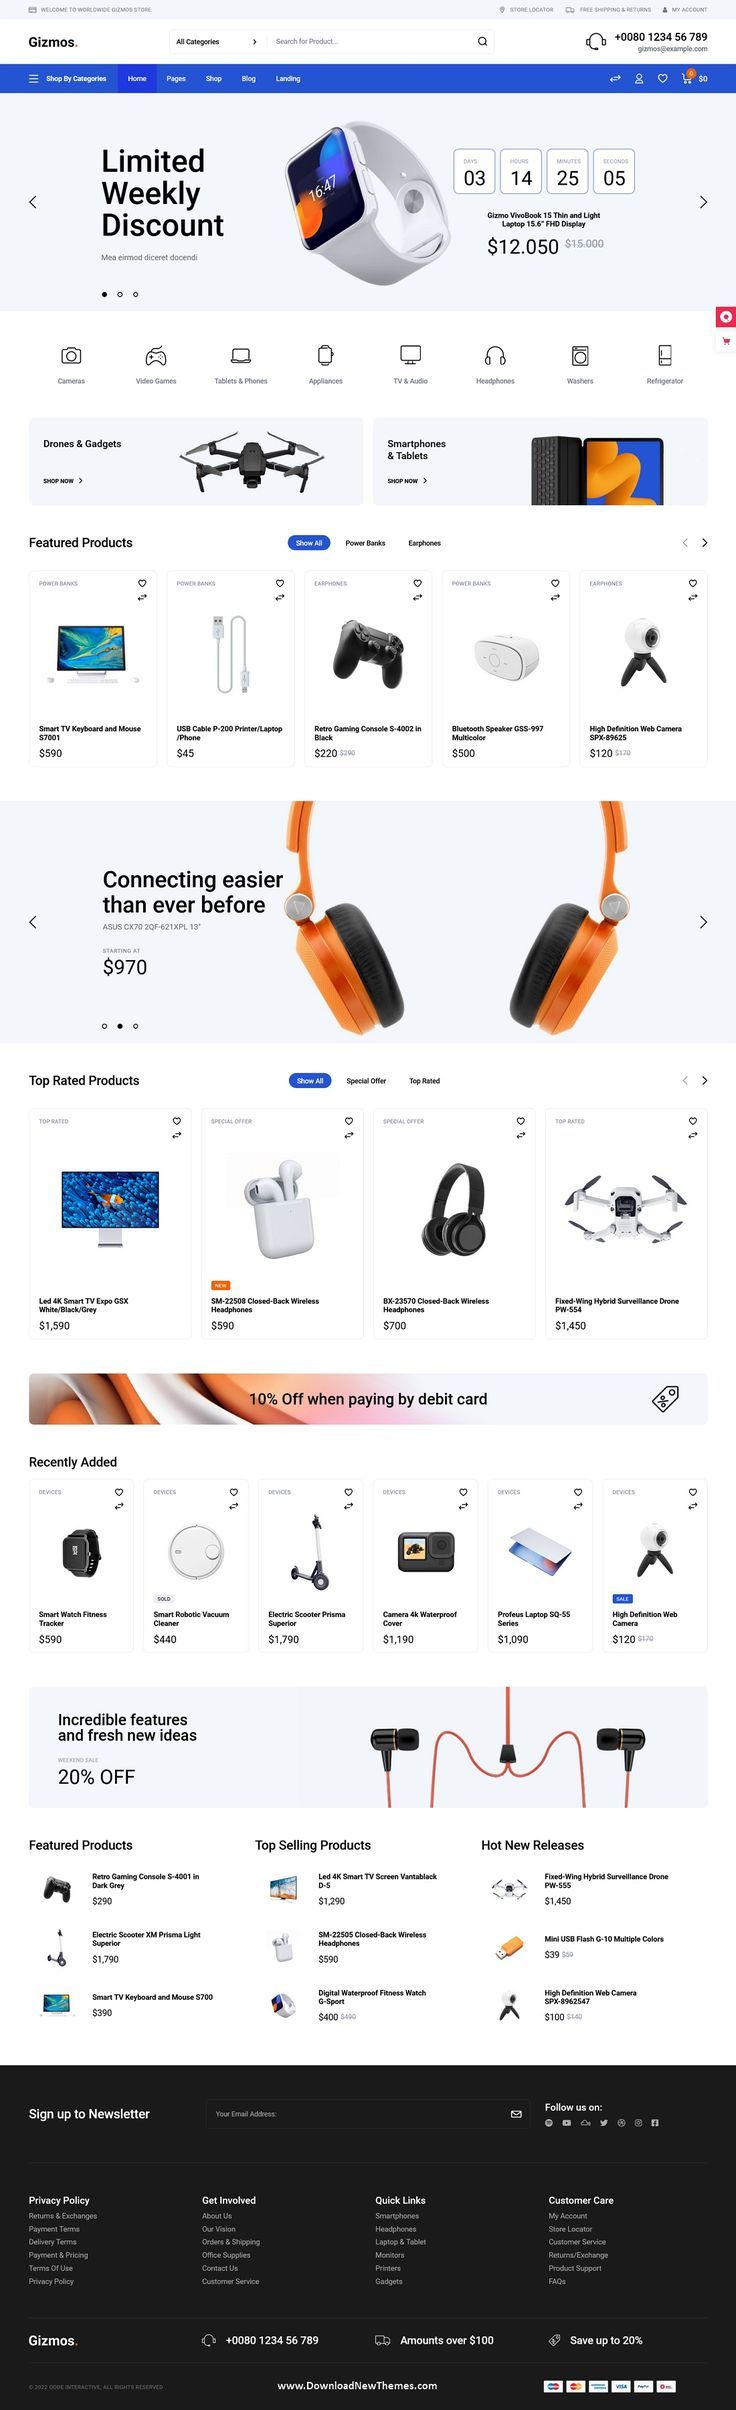 WELCOME TO WORLDWIDE GIZMOS STORE
STORE LOCATOR
FREE SHIPPING & RETURNS
MY ACCOUNT
Gizmos.
All Categories
Search for Product...
+0080 1234 56 789
gizmos@example.com
Shop By Categories
Home
Pages
Shop
Blog
Landing
0
$0
Limited
Weekly
Discount
Mea eirmod diceret docendi
16:47
DAYS
HOURS
MINUTES
SECONDS
03
14
25
05
Gizmo VivoBook 15 Thin and Light
Laptop 15.6" FHD Display
$12.050 $15.000
Cameras
Video Games
Tablets & Phones
Appliances
TV & Audio
Headphones
Washers
Refrigerator
Drones & Gadgets
SHOP NOW
Smartphones
& Tablets
SHOP NOW
Featured Products
Show All
Power Banks
Earphones
POWER BANKS
Smart TV Keyboard and Mouse
S7001
$590
POWER BANKS
USB Cable P-200 Printer/Laptop
/Phone
$45
EARPHONES
Retro Gaming Console S-4002 in
Black
$220 $290
POWER BANKS
Bluetooth Speaker GSS-997
Multicolor
$500
EARPHONES
High Definition Web Camera
SPX-89625
$120 $170
Connecting easier
than ever before
ASUS CX70 2QF-621XPL 13"
STARTING AT
$970
Top Rated Products
Show All
Special Offer
Top Rated
TOP RATED
Led 4K Smart TV Expo GSX
White/Black/Grey
$1,590
SPECIAL OFFER
NEW
SM-22508 Closed-Back Wireless
Headphones
$590
SPECIAL OFFER
BX-23570 Closed-Back Wireless
Headphones
$700
TOP RATED
Fixed-Wing Hybrid Surveillance Drone
PW-554
$1,450
10% Off when paying by debit card
Recently Added
DEVICES
Smart Watch Fitness
Tracker
$590
DEVICES
SOLD
Smart Robotic Vacuum
Cleaner
$440
DEVICES
Electric Scooter Prisma
Superior
$1,790
DEVICES
Camera 4k Waterproof
Cover
$1,190
DEVICES
Profeus Laptop SQ-55
Series
$1,090
DEVICES
SALE
High Definition Web
Camera
$120 $170
Incredible features
and fresh new ideas
WEEKEND SALE
20% OFF
Featured Products
Retro Gaming Console S-4001 in
Dark Grey
$290
Electric Scooter XM Prisma Light
Superior
$1,790
Smart TV Keyboard and Mouse S700
$390
Top Selling Products
Led 4K Smart TV Screen Vantablack
D-5
$1,290
SM-22505 Closed-Back Wireless
Headphones
$590
Digital Waterproof Fitness Watch
G-Sport
$400 $490
Hot New Releases
Fixed-Wing Hybrid Surveillance Drone
PW-555
$1,450
Mini USB Flash G-10 Multiple Colors
$39 $59
High Definition Web Camera
SPX-8962547
$100 $140
Sign up to Newsletter
Your Email Address:
Follow us on:
Privacy Policy
Returns & Exchanges
Payment Terms
Delivery Terms
Payment & Pricing
Terms Of Use
Privacy Policy
Get Involved
About Us
Our Vision
Orders & Shipping
Office Supplies
Contact Us
Customer Service
Quick Links
Smartphones
Headphones
Laptop & Tablet
Monitors
Printers
Gadgets
Customer Care
My Account
Store Locator
Customer Service
Returns/Exchange
Product Support
FAQs
Gizmos.
+0080 1234 56 789
Amounts over $100
Save up to 20%
© 2022 QODE INTERACTIVE, ALL RIGHTS RESERVED
www.DownloadNewThemes.com
VISA
PayPal